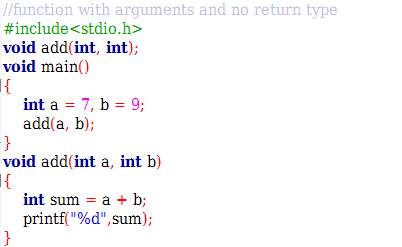 //function with arguments and no return type
#include<stdio.h>
void add(int, int);
void main()
{
    int a = 7, b = 9;
    add(a, b);
}
void add(int a, int b)
{
    int sum = a + b;
    printf("%d",sum);
}